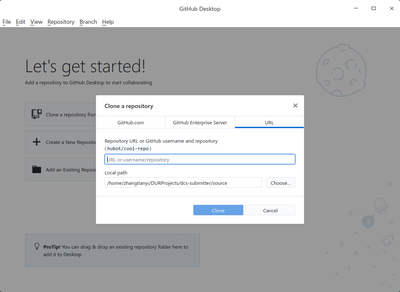 GitHub Desktop
File Edit View Repository Branch Help
Let's get started!
Add a repository to GitHub Desktop to start collaborating
Clone a repository from
Create a New Reposito
Add an Existing Reposito
Clone a repository
GitHub.com GitHub Enterprise Server URL
Repository URL or GitHub username and repository
(hubot/cool-repo)
URL or username/repository
Local path
/home/zhangtianyi/DURProjects/dcs-submitter/source
Choose...
Clone Cancel
ProTip! You can drag & drop an existing repository folder here to
add it to Desktop